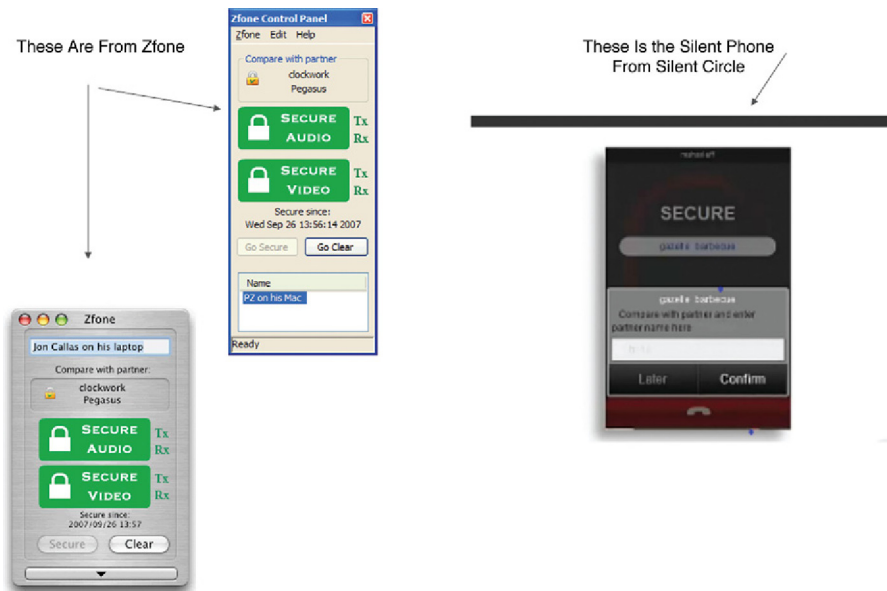 These Are From Zfone
Zfone Control Panel
Zfone Edit Help
Compare with partner
clockwork
Pegasus
SECURE
AUDIO
Tx
Rx
SECURE
VIDEO
Tx
Rx
Secure since:
Wed Sep 26 13:56:14 2007
Go Secure Go Clear
Name
PZ on his Mac
Ready
Zfone
Jon Callas on his laptop
Compare with partner:
clockwork
Pegasus
SECURE
AUDIO
Tx
Rx
SECURE
VIDEO
Tx
Rx
Secure since:
2007/09/26 13:57
Secure Clear
These Is the Silent Phone
From Silent Circle
SECURE
gazelle barbecue
gazelle barbecue
Compare with partner and enter
partner name here
Later Confirm